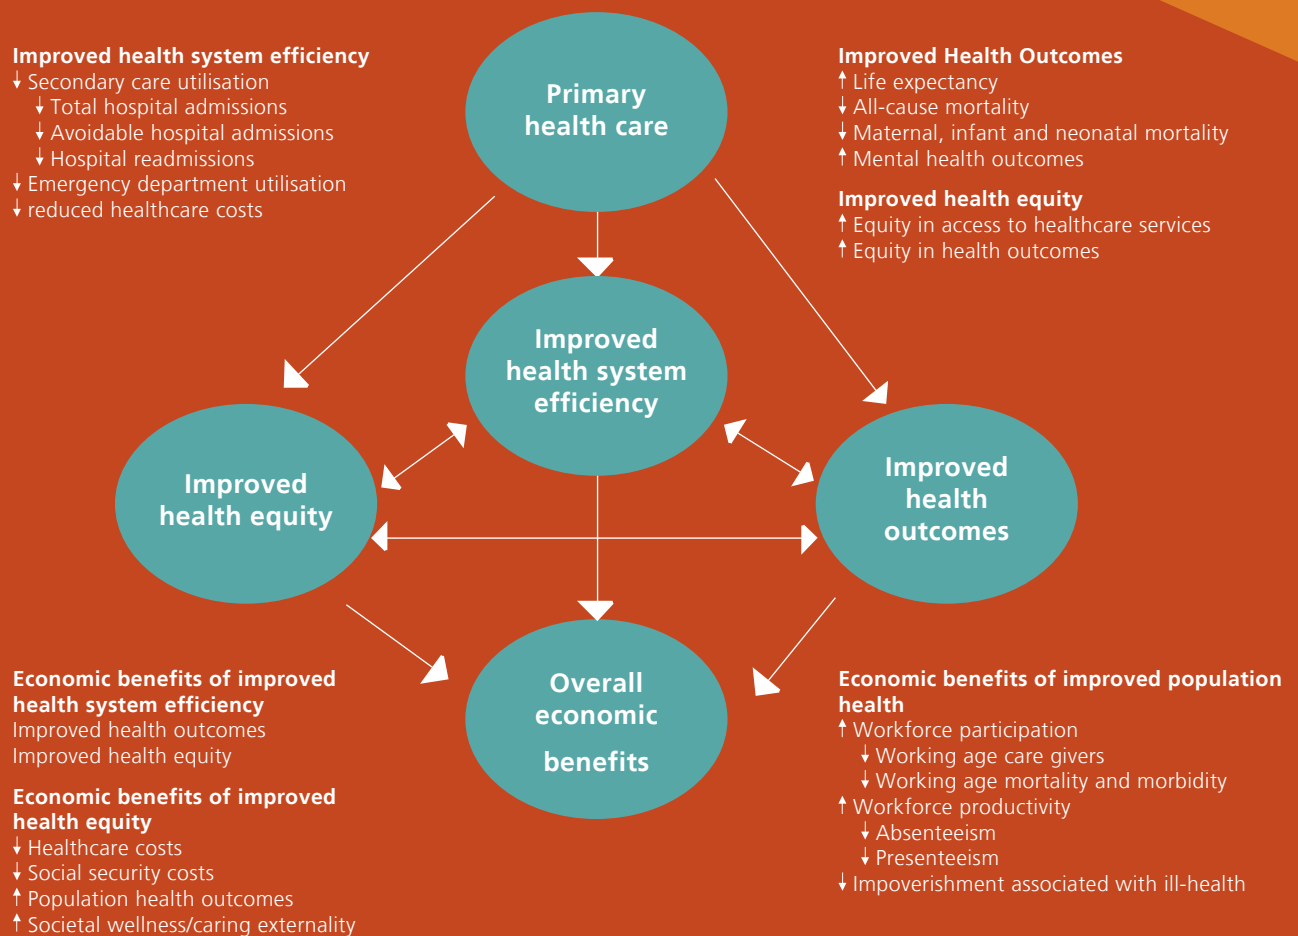 Improved health system efficiency
↓ Secondary care utilisation
↓ Total hospital admissions
↓ Avoidable hospital admissions
↓ Hospital readmissions
↓ Emergency department utilisation
↓ reduced healthcare costs
Primary
health care
Improved Health Outcomes
↑ Life expectancy
↓ All-cause mortality
↓ Maternal, infant and neonatal mortality
↑ Mental health outcomes
Improved health equity
↑ Equity in access to healthcare services
↑ Equity in health outcomes
Improved
health system
efficiency
Improved
health equity
Improved
health
outcomes
Overall
economic
benefits
Economic benefits of improved
health system efficiency
Improved health outcomes
Improved health equity
Economic benefits of improved
health equity
↓ Healthcare costs
↓ Social security costs
↑ Population health outcomes
↑ Societal wellness/caring externality
Economic benefits of improved population
health
↑ Workforce participation
↓ Working age care givers
↓ Working age mortality and morbidity
↑ Workforce productivity
↓ Absenteeism
↓ Presenteeism
↓ Impoverishment associated with ill-health